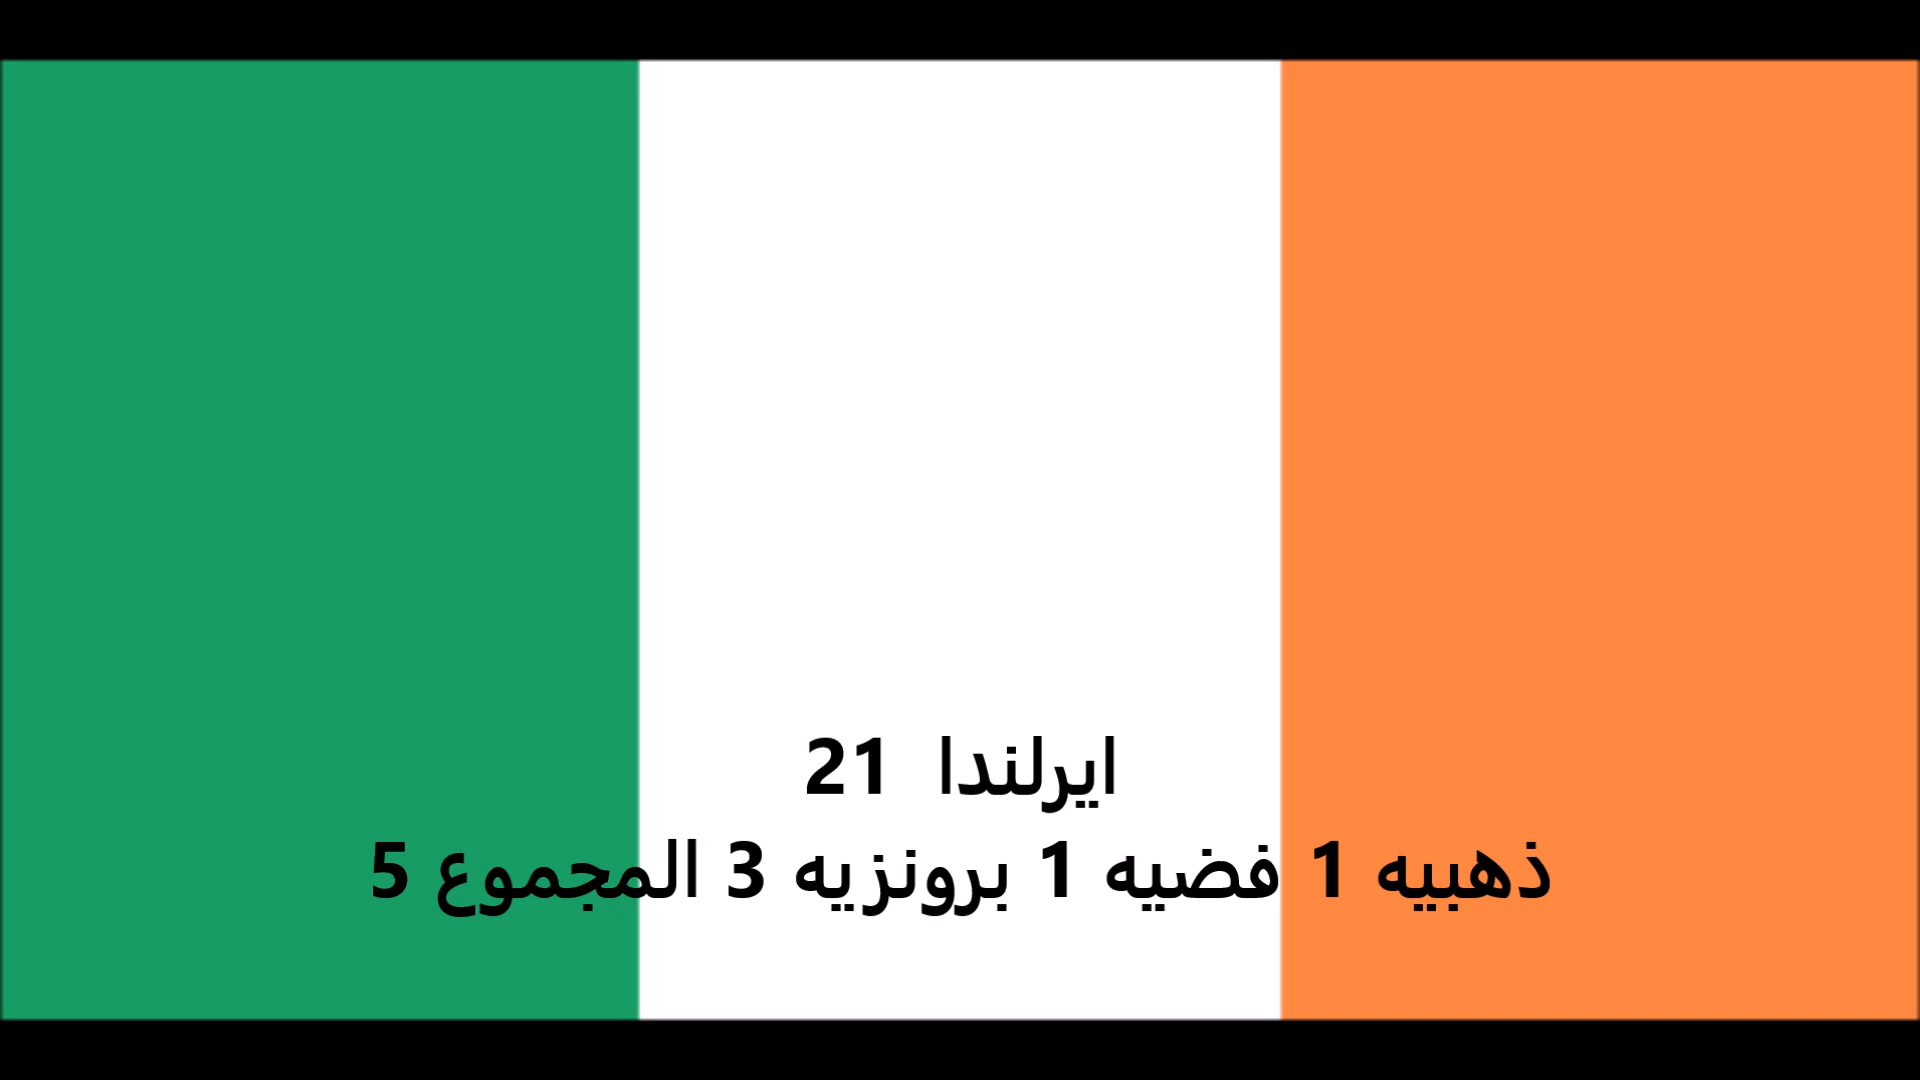 ايرلندا  21
ذهبيه 1 فضيه 1 برونزيه 3 المجموع 5